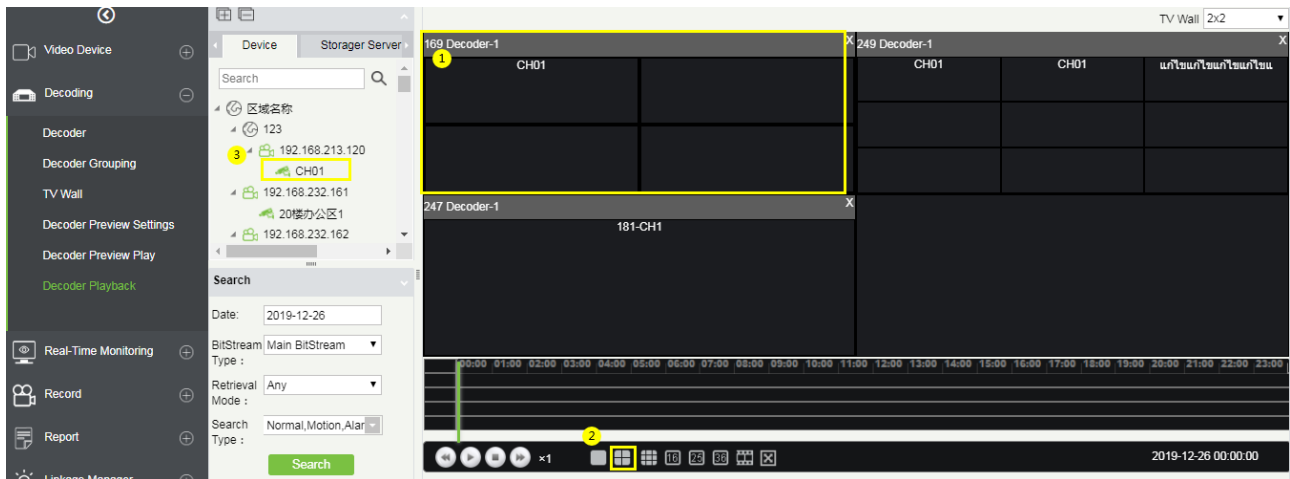 TV Wall 2x2
Video Device
Decoding
Decoder
Decoder Grouping
TV Wall
Decoder Preview Settings
Decoder Preview Play
Decoder Playback
Real-Time Monitoring
Record
Report
Linkage Manager
Device Storager Server
Search
区域名称
123
3 192.168.213.120
CH01
192.168.232.161
20楼办公区1
192.168.232.162
Search
Date: 2019-12-26
BitStream Type : Main BitStream
Retrieval Mode : Any
Search Type : Normal,Motion,Alar
Search
169 Decoder-1 X
1
CH01
249 Decoder-1 X
CH01 CH01 แก้ไขแก้ไขแก้ไขแก้ไขแ
247 Decoder-1 X
181-CH1
00:00 01:00 02:00 03:00 04:00 05:00 06:00 07:00 08:00 09:00 10:00 11:00 12:00 13:00 14:00 15:00 16:00 17:00 18:00 19:00 20:00 21:00 22:00 23:00
2
×1 16 25 36 2019-12-26 00:00:00